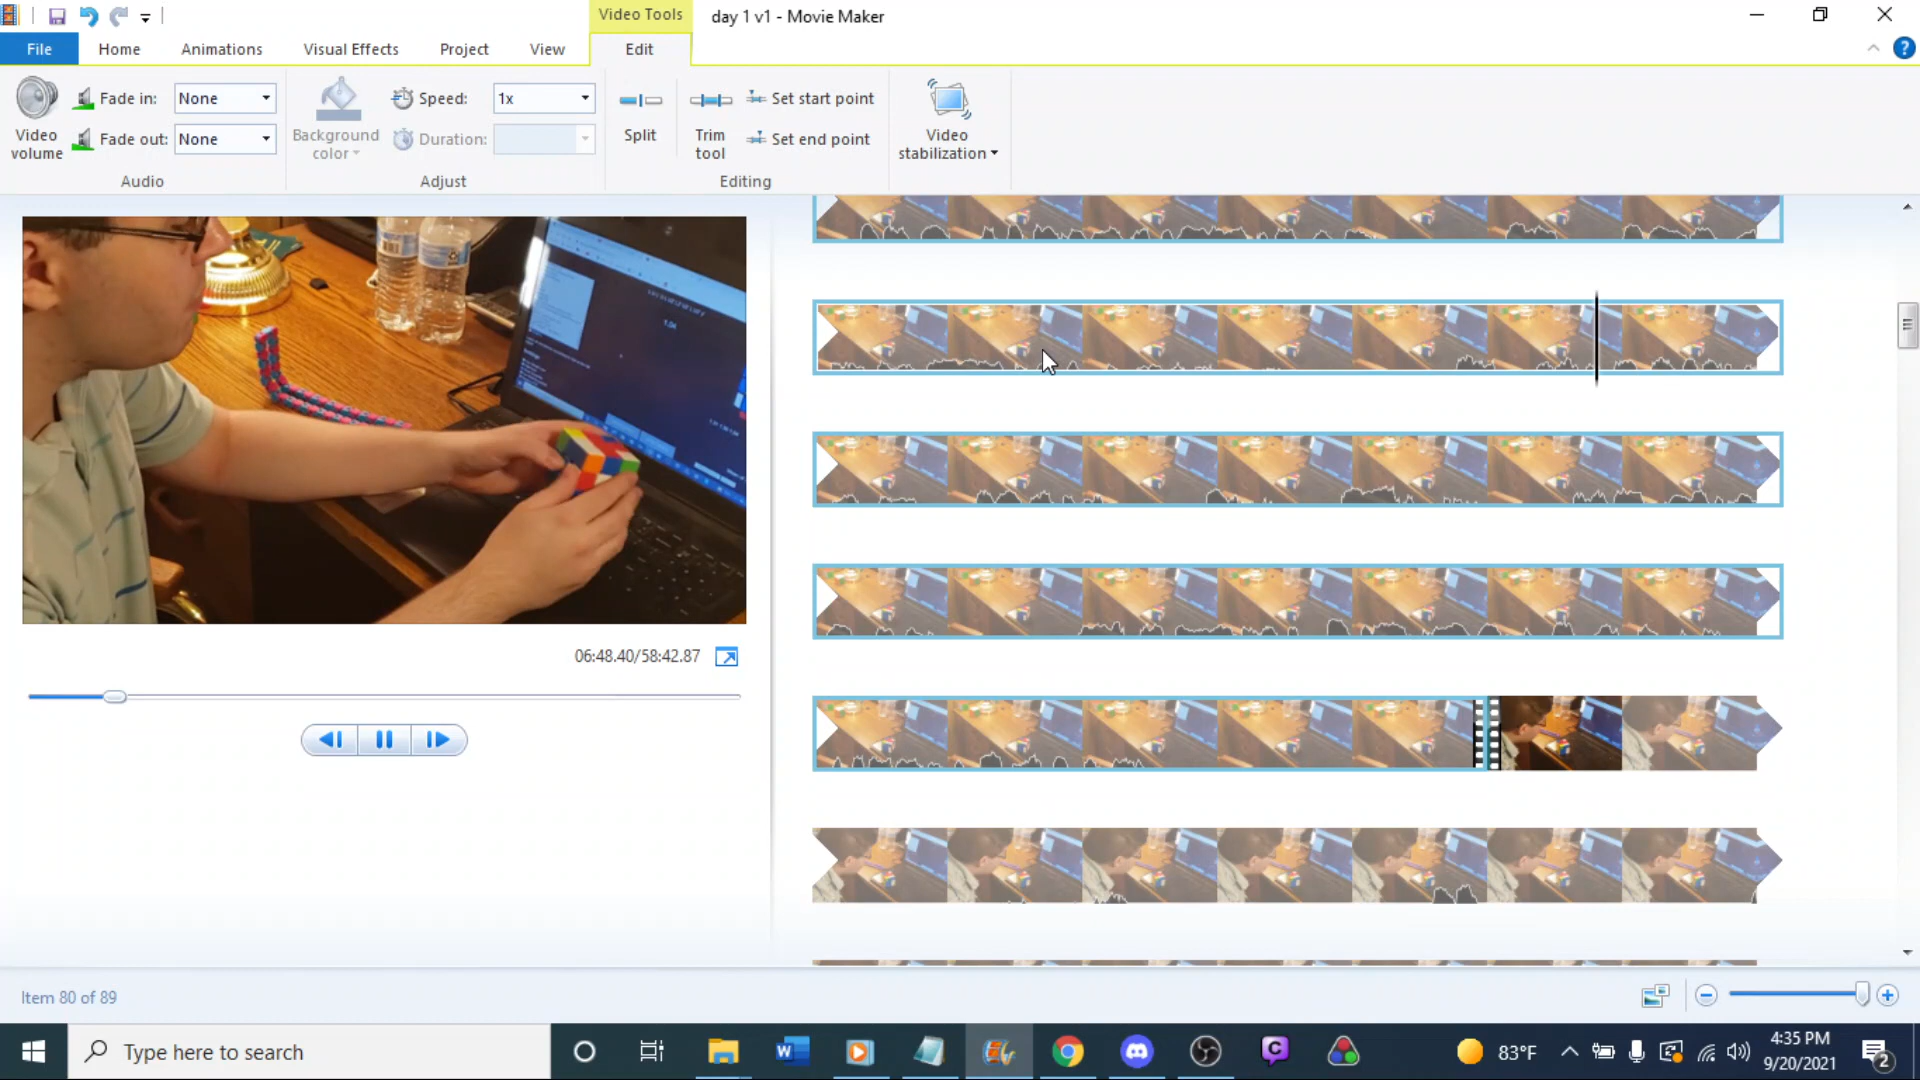 Video Tools
day 1 v1 - Movie Maker
File
Home
Animations
Visual Effects
Project
View
Edit
Video volume
Fade in:
None
Fade out:
None
Audio
Background color
Speed:
1x
Duration:
Adjust
Split
Trim tool
Set start point
Set end point
Editing
Video stabilization
06:48.40/58:42.87
Item 80 of 89
Type here to search
83°F
4:35 PM
9/20/2021
2